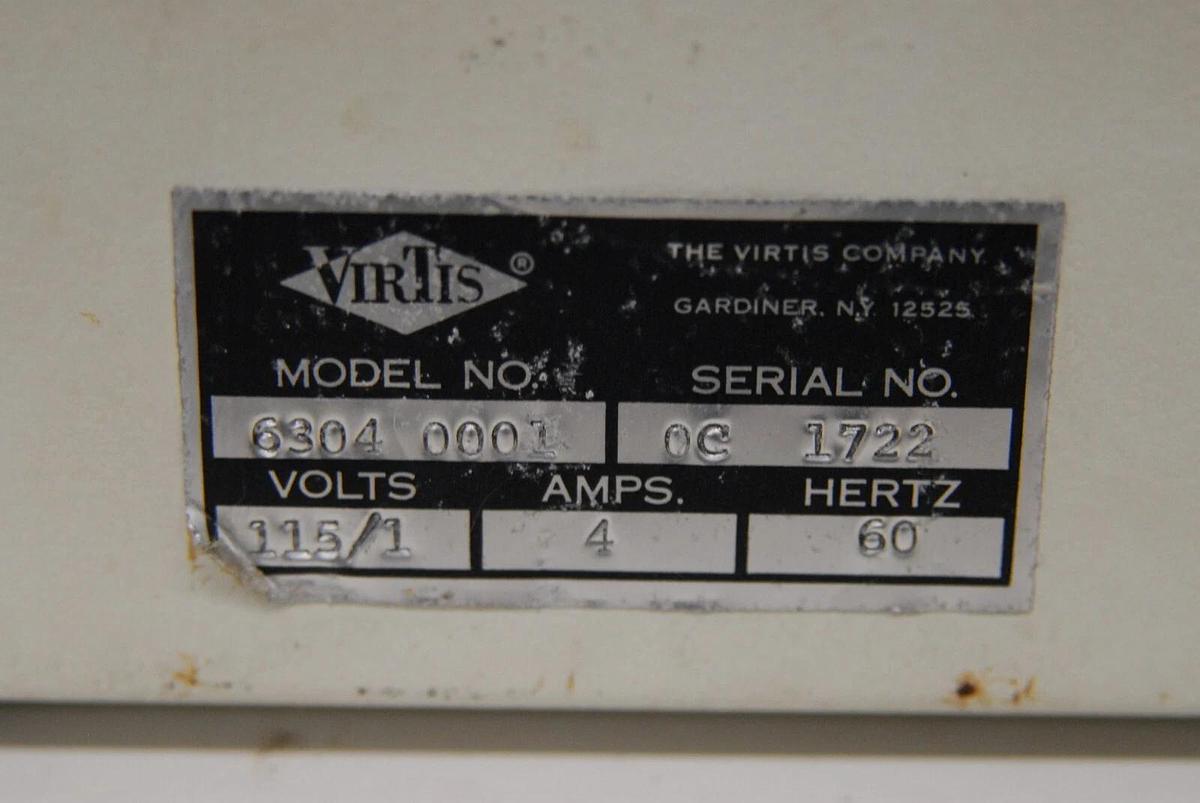 VIRTIS ®
THE VIRTIS COMPANY
GARDINER, N.Y. 12525
MODEL NO.
SERIAL NO.
6304 0001
0C 1722
VOLTS
AMPS.
HERTZ
115/1
4
60